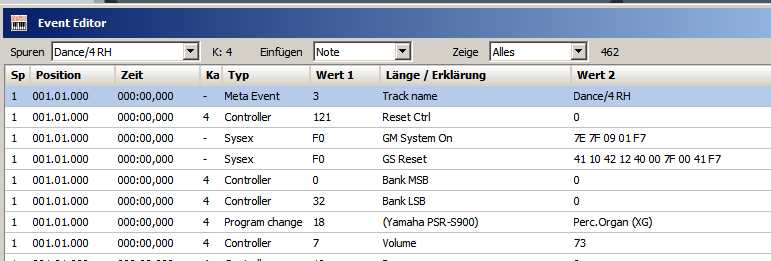 Event Editor
Spuren Dance/4 RH K: 4 Einfügen Note Zeige Alles 462
Sp Position Zeit Ka Typ Wert 1 Länge / Erklärung Wert 2
1 001.01.000 000:00,000 - Meta Event 3 Track name Dance/4 RH
1 001.01.000 000:00,000 4 Controller 121 Reset Ctrl 0
1 001.01.000 000:00,000 - Sysex F0 GM System On 7E 7F 09 01 F7
1 001.01.000 000:00,000 - Sysex F0 GS Reset 41 10 42 12 40 00 7F 00 41 F7
1 001.01.000 000:00,000 4 Controller 0 Bank MSB 0
1 001.01.000 000:00,000 4 Controller 32 Bank LSB 0
1 001.01.000 000:00,000 4 Program change 18 (Yamaha PSR-S900) Perc.Organ (XG)
1 001.01.000 000:00,000 4 Controller 7 Volume 73